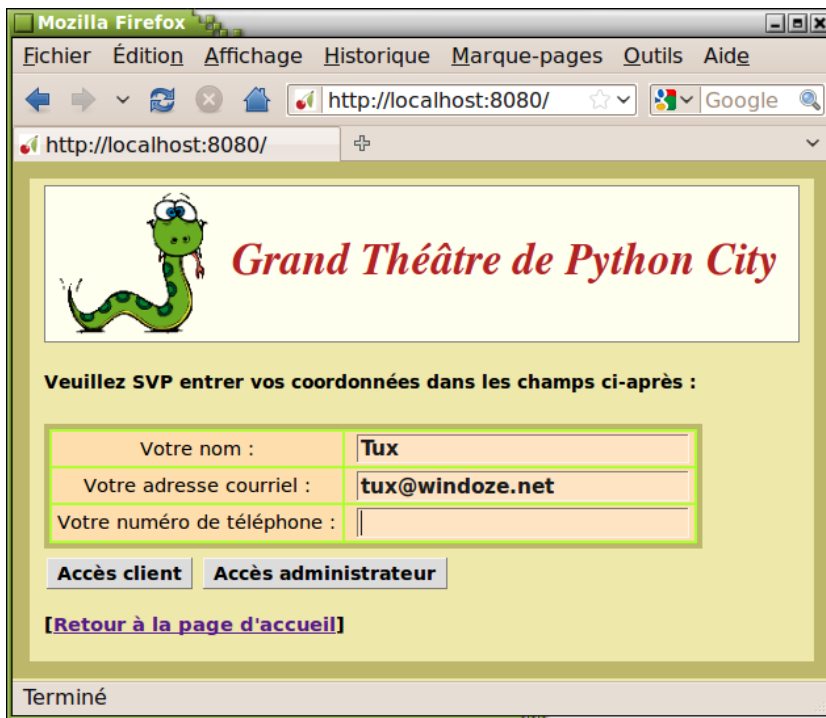 Mozilla Firefox
Fichier Édition Affichage Historique Marque-pages Outils Aide
http://localhost:8080/ Google
http://localhost:8080/
Grand Théâtre de Python City
Veuillez SVP entrer vos coordonnées dans les champs ci-après :
Votre nom : Tux
Votre adresse courriel : tux@windoze.net
Votre numéro de téléphone :
Accès client Accès administrateur
[Retour à la page d'accueil]
Terminé